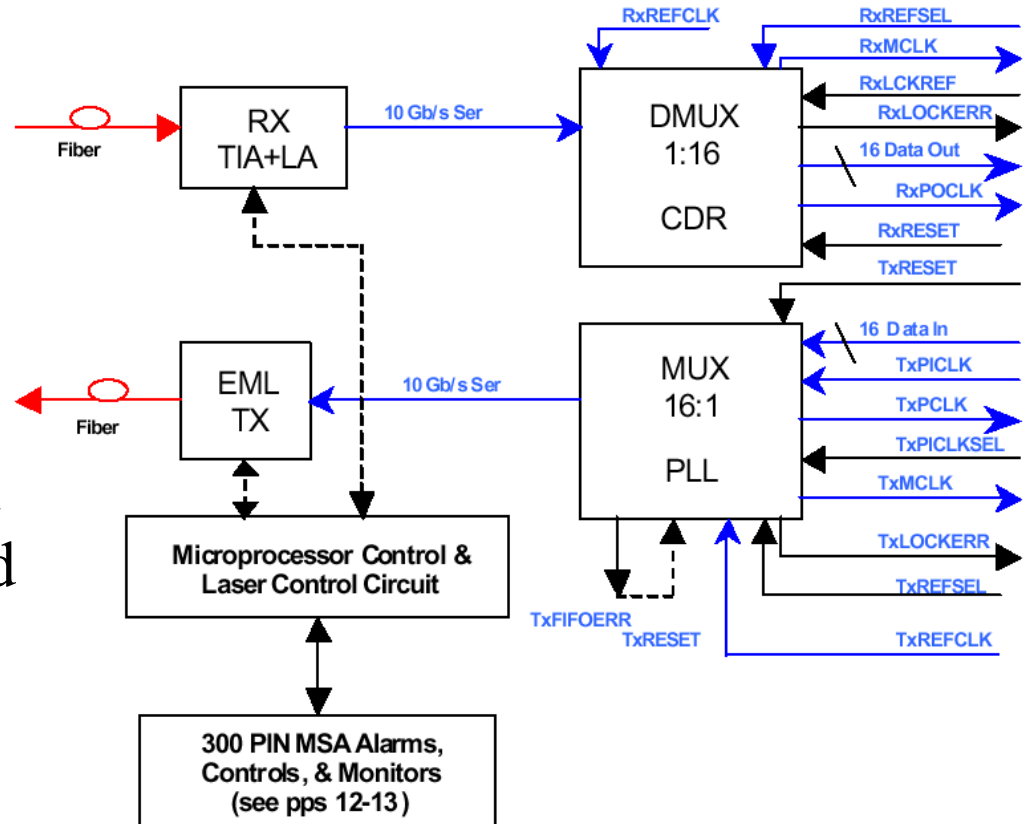 RxREFCLK
RxREFSEL
RxMCLK
RxLCKREF
RxLOCKERR
16 Data Out
RxPOCLK
RxRESET
Fiber
RX
TIA+LA
10 Gb/s Ser
DMUX
1:16
CDR
TxRESET
16 Data In
TxPICLK
TxPCLK
TxPICLKSEL
TxMCLK
TxLOCKERR
TxREFSEL
TxREFCLK
Fiber
EML
TX
10 Gb/s Ser
MUX
16:1
PLL
TxFIFOERR
TxRESET
Microprocessor Control &
Laser Control Circuit
300 PIN MSA Alarms,
Controls, & Monitors
(see pps 12-13)